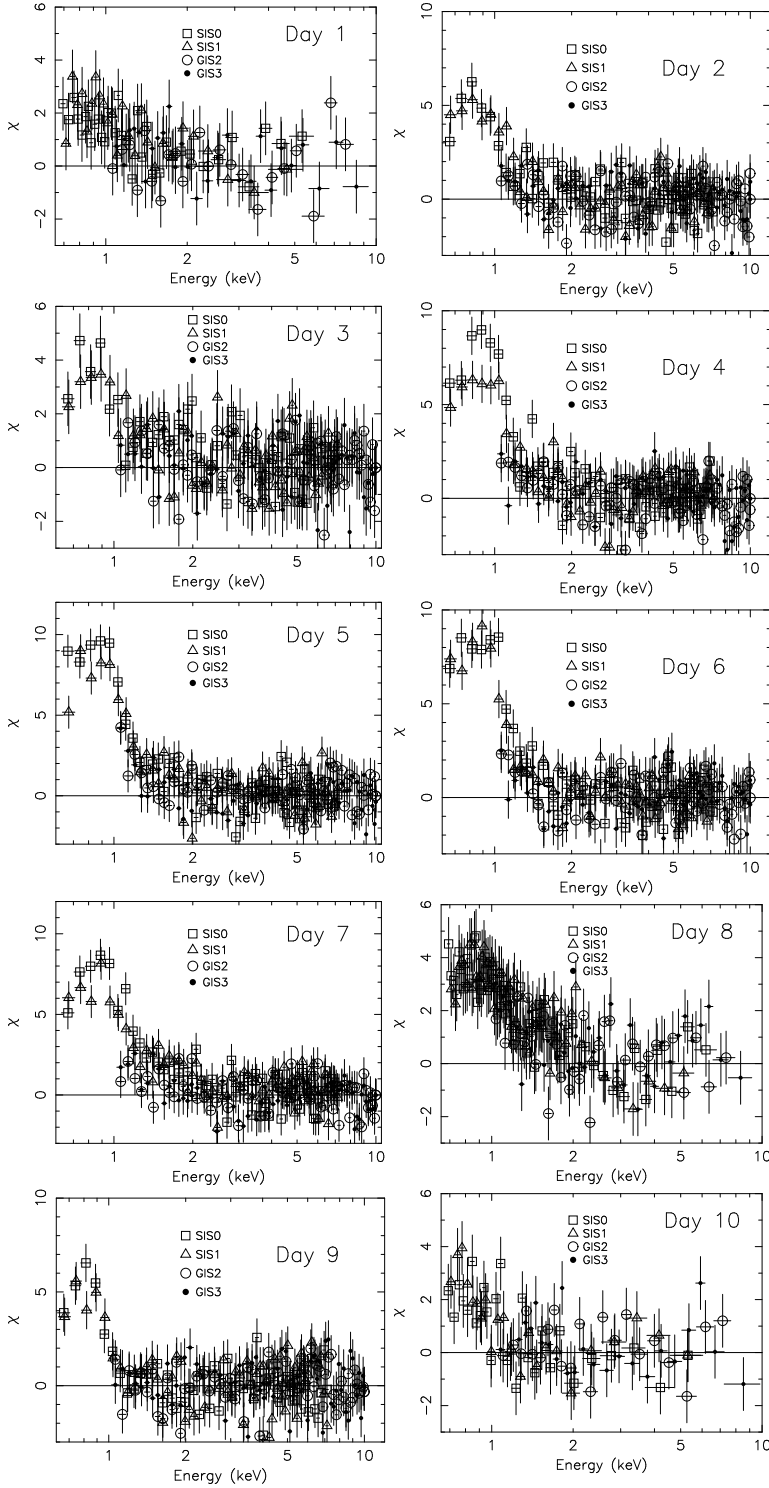 Day 1
SIS0
SIS1
GIS2
GIS3
χ
6
4
2
0
−2
1
2
5
10
Energy (keV)
Day 2
SIS0
SIS1
GIS2
GIS3
χ
10
5
0
1
2
5
10
Energy (keV)
Day 3
SIS0
SIS1
GIS2
GIS3
χ
6
4
2
0
−2
1
2
5
10
Energy (keV)
Day 4
SIS0
SIS1
GIS2
GIS3
χ
10
5
0
1
2
5
10
Energy (keV)
Day 5
SIS0
SIS1
GIS2
GIS3
χ
10
5
0
1
2
5
10
Energy (keV)
Day 6
SIS0
SIS1
GIS2
GIS3
χ
10
5
0
1
2
5
10
Energy (keV)
Day 7
SIS0
SIS1
GIS2
GIS3
χ
10
5
0
1
2
5
10
Energy (keV)
Day 8
SIS0
SIS1
GIS2
GIS3
χ
6
4
2
0
−2
1
2
5
10
Energy (keV)
Day 9
SIS0
SIS1
GIS2
GIS3
χ
10
5
0
1
2
5
10
Energy (keV)
Day 10
SIS0
SIS1
GIS2
GIS3
χ
6
4
2
0
−2
1
2
5
10
Energy (keV)